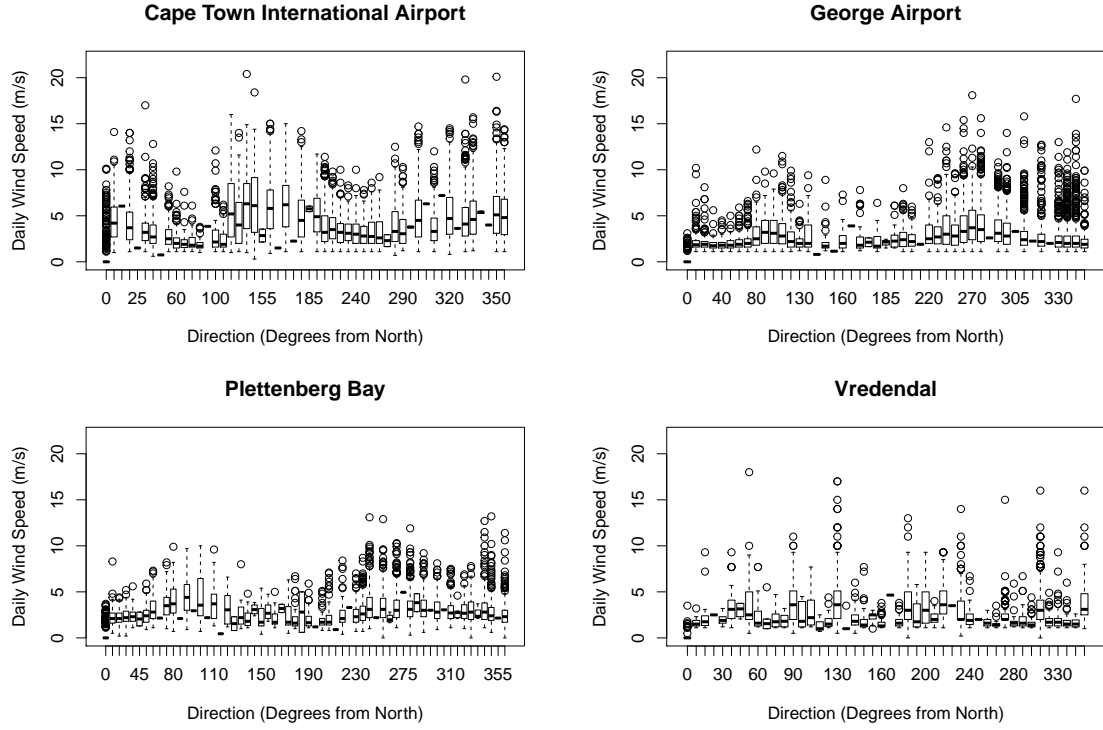 Cape Town International Airport
Daily Wind Speed (m/s)
20
15
10
5
0
0 25 60 100 155 185 240 290 320 350
Direction (Degrees from North)
George Airport
Daily Wind Speed (m/s)
20
15
10
5
0
0 40 80 130 160 185 220 270 305 330
Direction (Degrees from North)
Plettenberg Bay
Daily Wind Speed (m/s)
20
15
10
5
0
0 45 80 110 150 190 230 275 310 355
Direction (Degrees from North)
Vredendal
Daily Wind Speed (m/s)
20
15
10
5
0
0 30 60 90 120 160 200 240 280 330
Direction (Degrees from North)